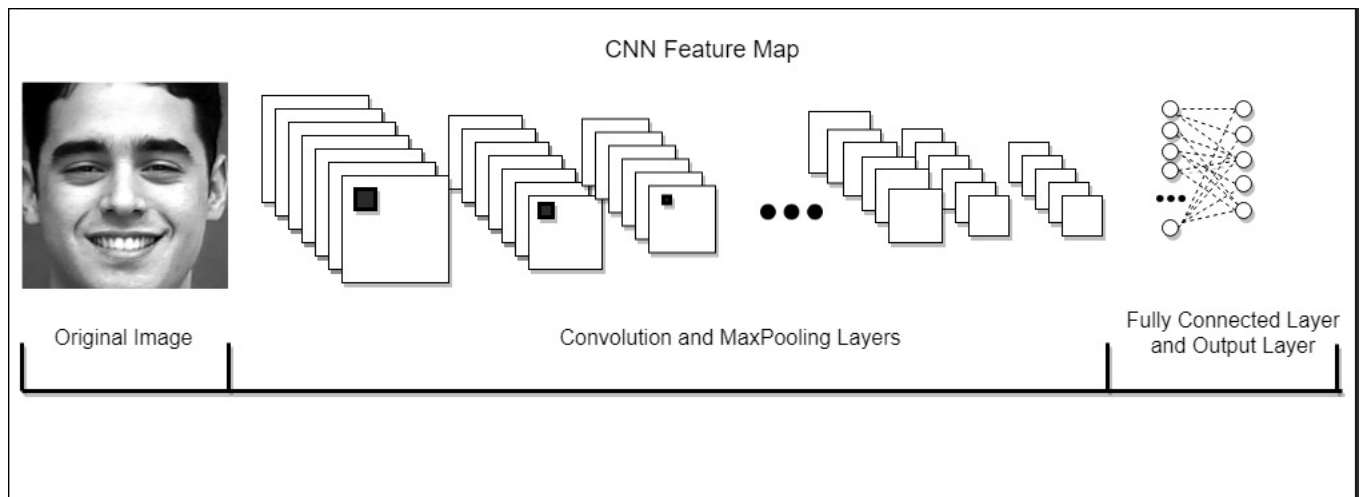 CNN Feature Map
Original Image
Convolution and MaxPooling Layers
Fully Connected Layer
and Output Layer